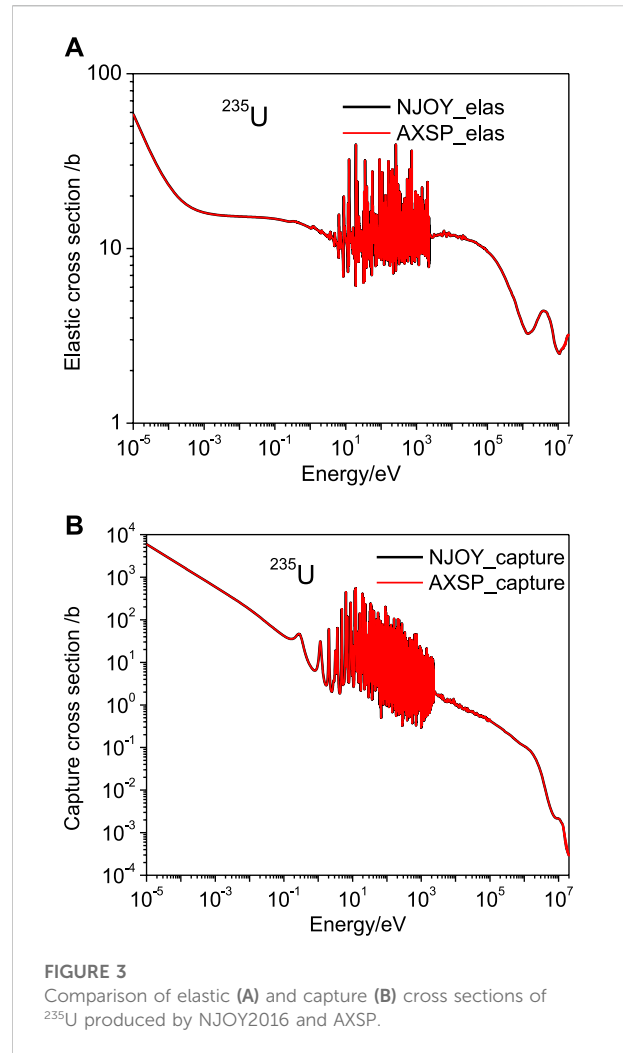 A
100
10
1
Elastic cross section /b
²³⁵U
NJOY_elas
AXSP_elas
10⁻⁵ 10⁻³ 10⁻¹ 10¹ 10³ 10⁵ 10⁷
Energy/eV
B
10⁴
10³
10²
10¹
10⁰
10⁻¹
10⁻²
10⁻³
10⁻⁴
Capture cross section /b
²³⁵U
NJOY_capture
AXSP_capture
10⁻⁵ 10⁻³ 10⁻¹ 10¹ 10³ 10⁵ 10⁷
Energy/eV
FIGURE 3
Comparison of elastic (A) and capture (B) cross sections of
²³⁵U produced by NJOY2016 and AXSP.